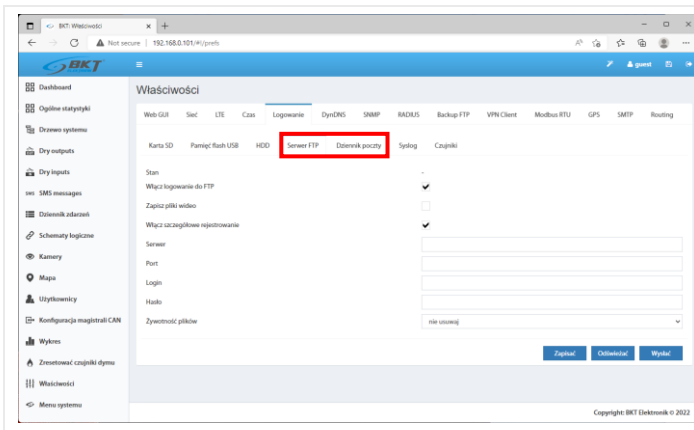 BKT: Właściwości
Not secure 192.168.0.101/#!/prefs
BKT
guest
Dashboard
Ogólne statystyki
Drzewo systemu
Dry outputs
Dry inputs
SMS SMS messages
Dziennik zdarzeń
Schematy logiczne
Kamery
Mapa
Użytkownicy
Konfiguracja magistrali CAN
Wykres
Zresetować czujniki dymu
Właściwości
Menu systemu
Właściwości
Web GUI Sieć LTE Czas Logowanie DynDNS SNMP RADIUS Backup FTP VPN Client Modbus RTU GPS SMTP Routing
Karta SD Pamięć flash USB HDD Serwer FTP Dziennik poczty Syslog Czujniki
Stan -
Włącz logowanie do FTP
Zapisz pliki wideo
Włącz szczegółowe rejestrowanie
Serwer
Port
Login
Hasło
Żywotność plików nie usuwaj
Zapisać Odświeżać Wysłać
Copyright: BKT Elektronik © 2022